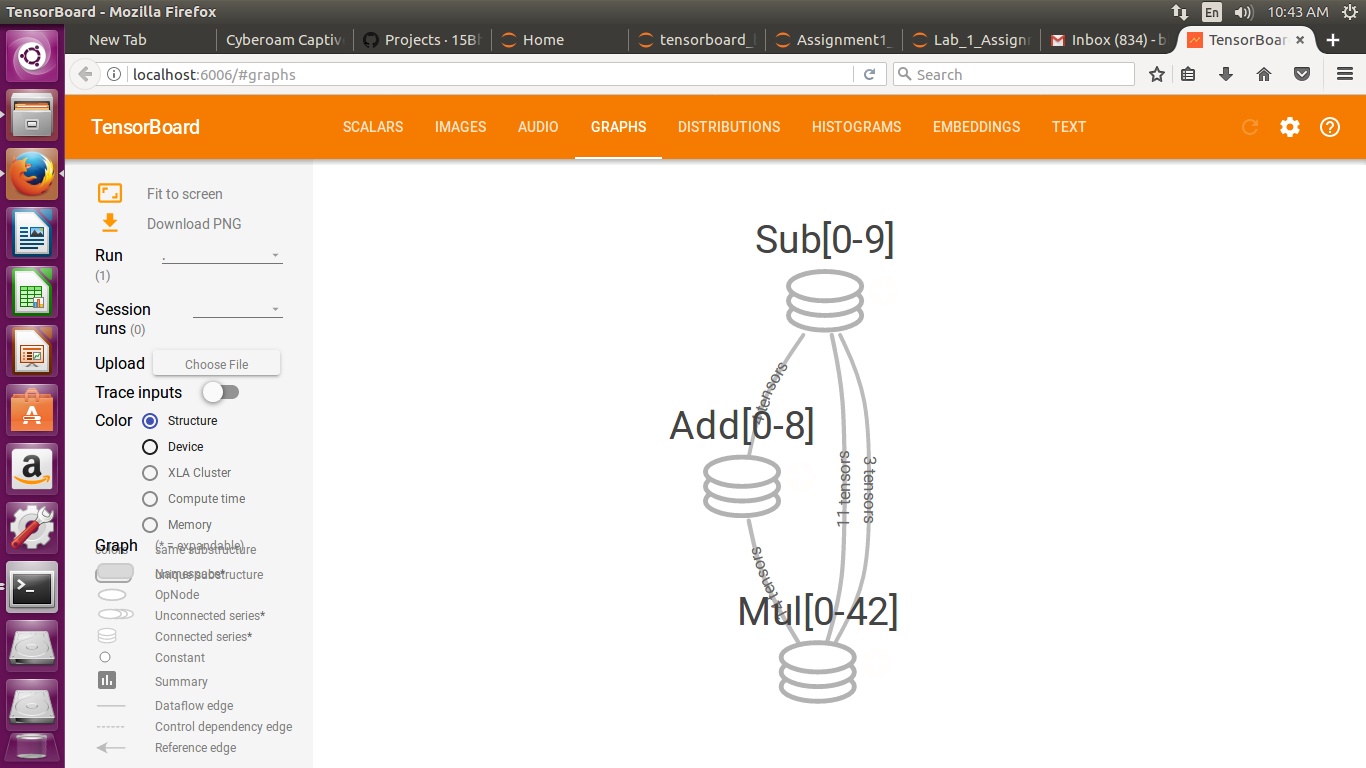 TensorBoard - Mozilla Firefox
En
10:43 AM
New Tab
Cyberoam Captiv
Projects · 15B
Home
tensorboard_
Assignment1_
Lab_1_Assignm
Inbox (834) - b
TensorBoar
localhost:6006/#graphs
Search
TensorBoard
SCALARS
IMAGES
AUDIO
GRAPHS
DISTRIBUTIONS
HISTOGRAMS
EMBEDDINGS
TEXT
Fit to screen
Download PNG
Run
(1)
.
Session
runs (0)
Upload
Choose File
Trace inputs
Color
Structure
Device
XLA Cluster
Compute time
Memory
Graph
(* = expandable)
colors
same substructure
Namespace*
unique substructure
OpNode
Unconnected series*
Connected series*
Constant
Summary
Dataflow edge
Control dependency edge
Reference edge
Sub[0-9]
4 tensors
Add[0-8]
11 tensors
3 tensors
tensors
Mul[0-42]